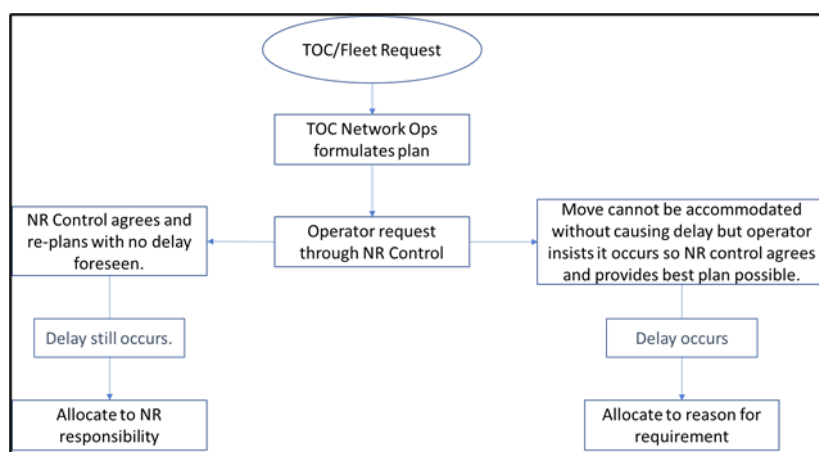 TOC/Fleet Request
TOC Network Ops
formulates plan
NR Control agrees and
re-plans with no delay
foreseen.
Operator request
through NR Control
Move cannot be accommodated
without causing delay but operator
insists it occurs so NR control agrees
and provides best plan possible.
Delay still occurs.
Delay occurs
Allocate to NR
responsibility
Allocate to reason for
requirement